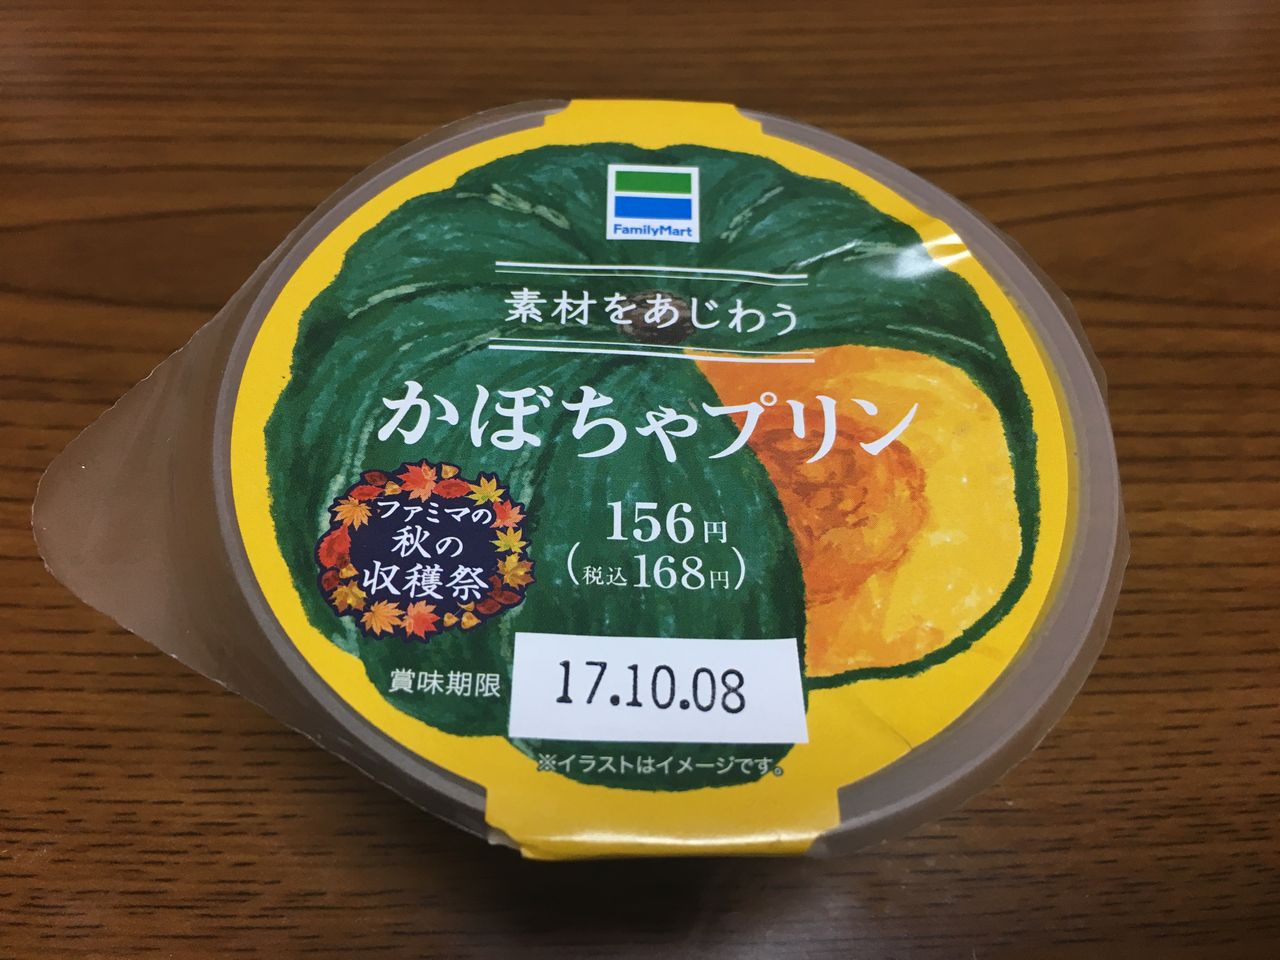 FamilyMart
素材をあじわう
かぼちゃプリン
ファミマの
秋の
収穫祭
156円
(税込168円)
賞味期限
17.10.08
※イラストはイメージです。